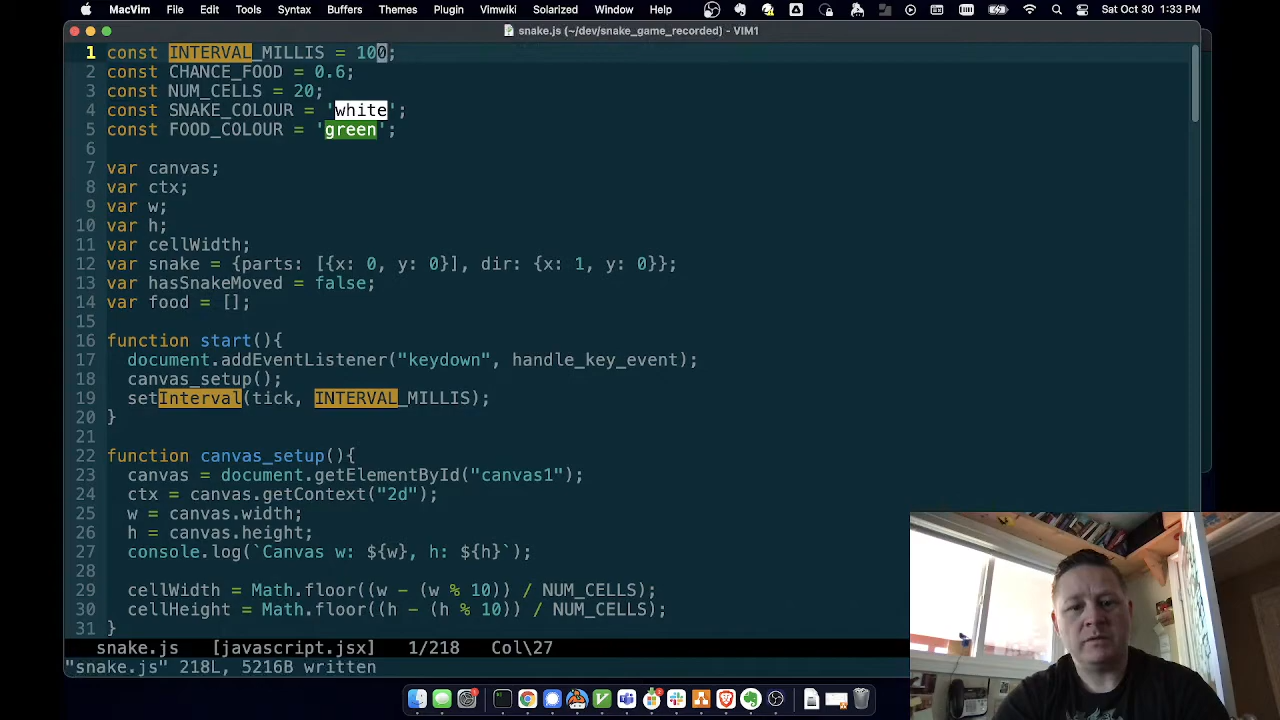 MacVim File Edit Tools Syntax Buffers Themes Plugin Vimwiki Solarized Window Help Sat Oct 30 1:33 PM
snake.js (~/dev/snake_game_recorded) - VIM1
1 const INTERVAL_MILLIS = 100;
2 const CHANCE_FOOD = 0.6;
3 const NUM_CELLS = 20;
4 const SNAKE_COLOUR = 'white';
5 const FOOD_COLOUR = 'green';
6
7 var canvas;
8 var ctx;
9 var w;
10 var h;
11 var cellWidth;
12 var snake = {parts: [{x: 0, y: 0}], dir: {x: 1, y: 0}};
13 var hasSnakeMoved = false;
14 var food = [];
15
16 function start(){
17 document.addEventListener("keydown", handle_key_event);
18 canvas_setup();
19 setInterval(tick, INTERVAL_MILLIS);
20 }
21
22 function canvas_setup(){
23 canvas = document.getElementById("canvas1");
24 ctx = canvas.getContext("2d");
25 w = canvas.width;
26 h = canvas.height;
27 console.log(`Canvas w: ${w}, h: ${h}`);
28
29 cellWidth = Math.floor((w - (w % 10)) / NUM_CELLS);
30 cellHeight = Math.floor((h - (h % 10)) / NUM_CELLS);
31 }
snake.js [javascript.jsx] 1/218 Col\27
"snake.js" 218L, 5216B written